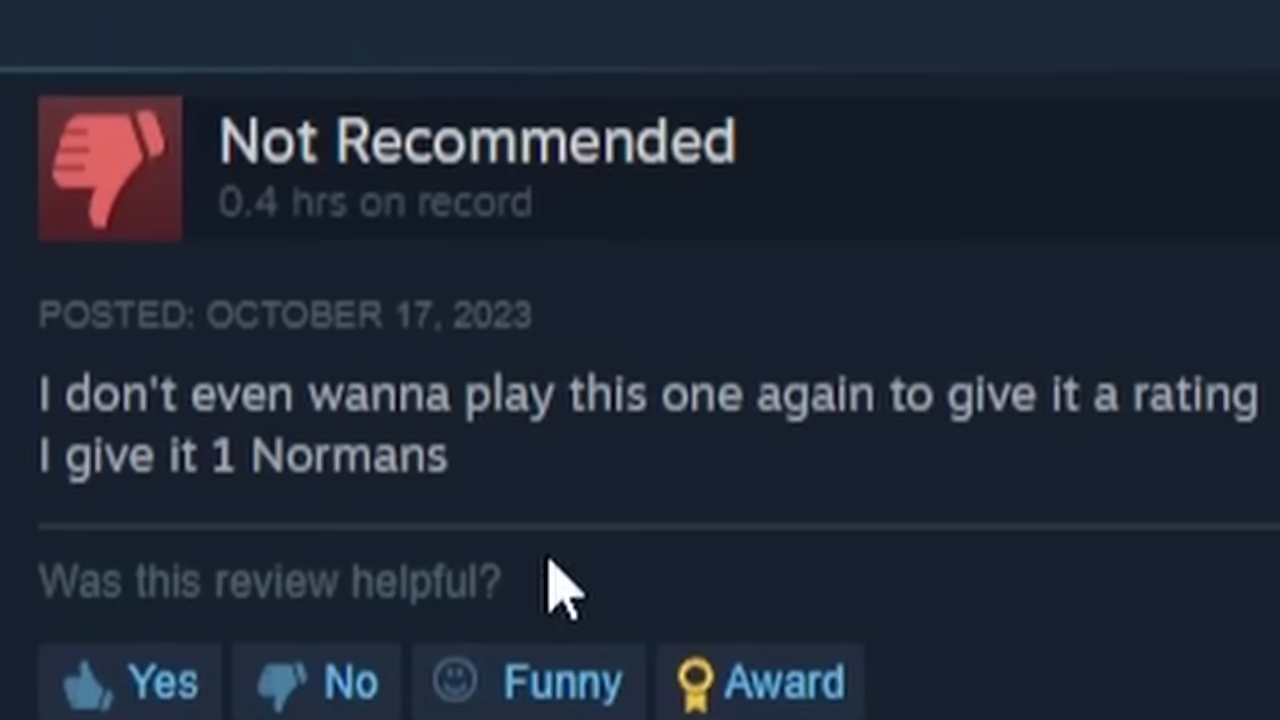 Not Recommended
0.4 hrs on record
POSTED: OCTOBER 17, 2023
I don't even wanna play this one again to give it a rating
I give it 1 Normans
Was this review helpful?
Yes No Funny Award